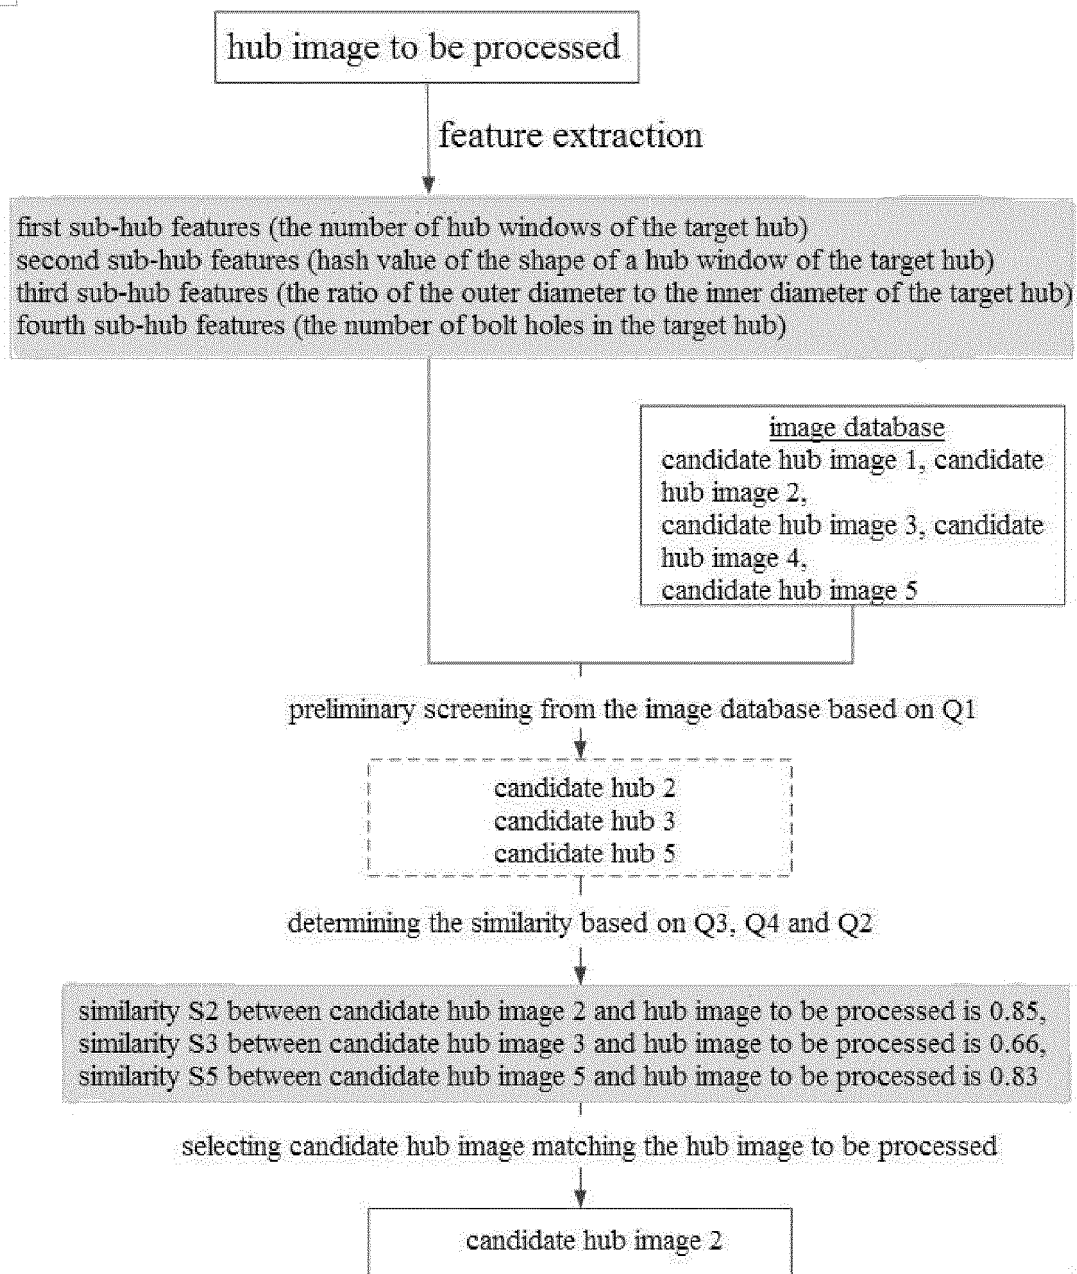 hub image to be processed
feature extraction
first sub-hub features (the number of hub windows of the target hub)
second sub-hub features (hash value of the shape of a hub window of the target hub)
third sub-hub features (the ratio of the outer diameter to the inner diameter of the target hub)
fourth sub-hub features (the number of bolt holes in the target hub)
image database
candidate hub image 1, candidate
hub image 2,
candidate hub image 3, candidate
hub image 4,
candidate hub image 5
preliminary screening from the image database based on Q1
candidate hub 2
candidate hub 3
candidate hub 5
determining the similarity based on Q3, Q4 and Q2
similarity S2 between candidate hub image 2 and hub image to be processed is 0.85,
similarity S3 between candidate hub image 3 and hub image to be processed is 0.66,
similarity S5 between candidate hub image 5 and hub image to be processed is 0.83
selecting candidate hub image matching the hub image to be processed
candidate hub image 2